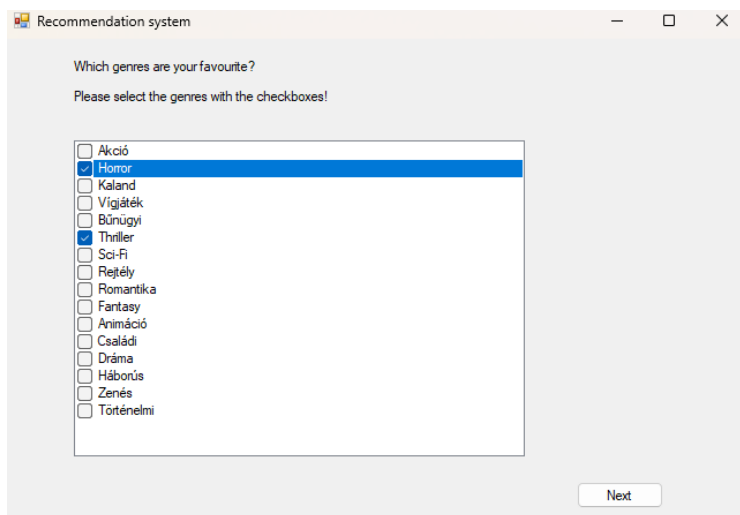 Recommendation system
Which genres are your favourite?
Please select the genres with the checkboxes!
Akció
Horror
Kaland
Vígjáték
Bűnügyi
Thriller
Sci-Fi
Rejtély
Romantika
Fantasy
Animáció
Családi
Dráma
Háborús
Zenés
Történelmi
Next